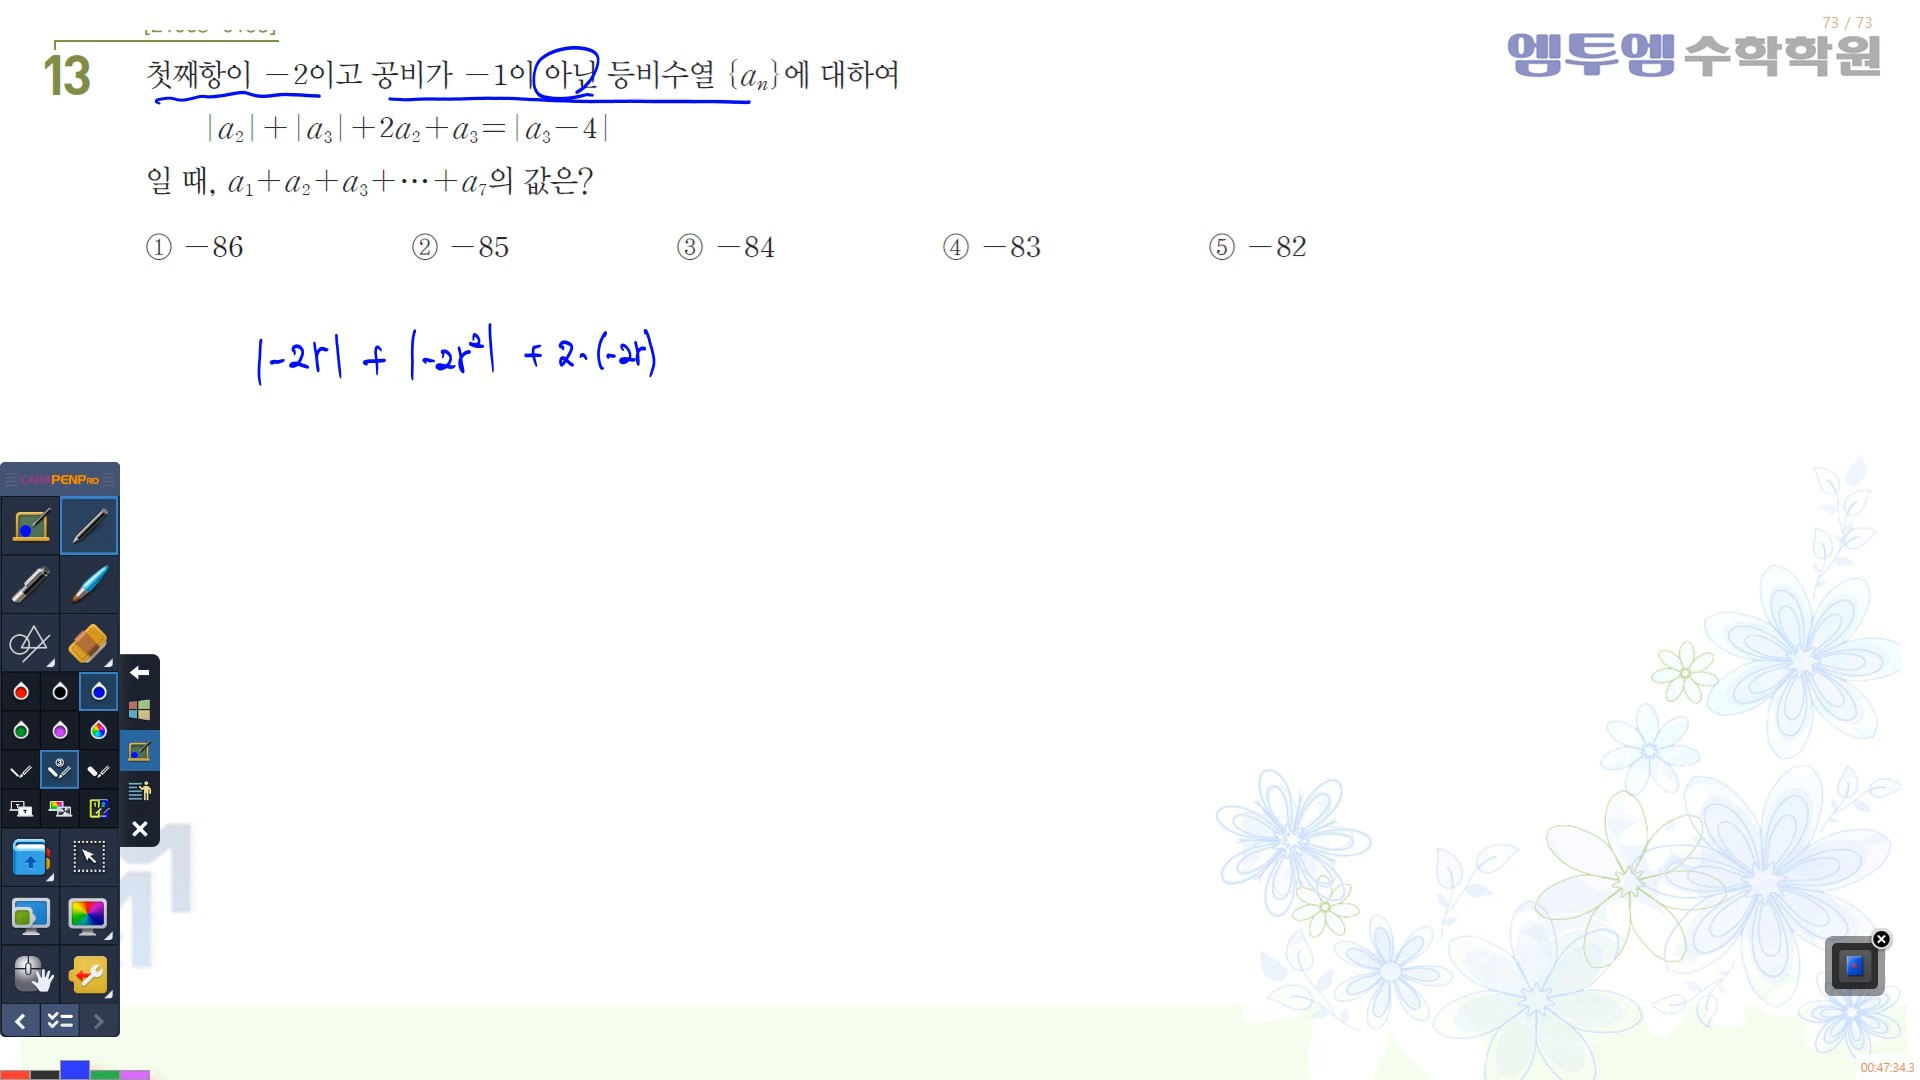 73 / 73
엠투엠 수학학원
13 첫째항이 −2이고 공비가 −1이 아닌 등비수열 {aₙ}에 대하여
|a₂|+|a₃|+2a₂+a₃=|a₃−4|
일 때, a₁+a₂+a₃+⋯+a₇의 값은?
① −86 ② −85 ③ −84 ④ −83 ⑤ −82
|-2r| + |-2r²| + 2·(-2r)
CARAPENPRO
00:47:34.3